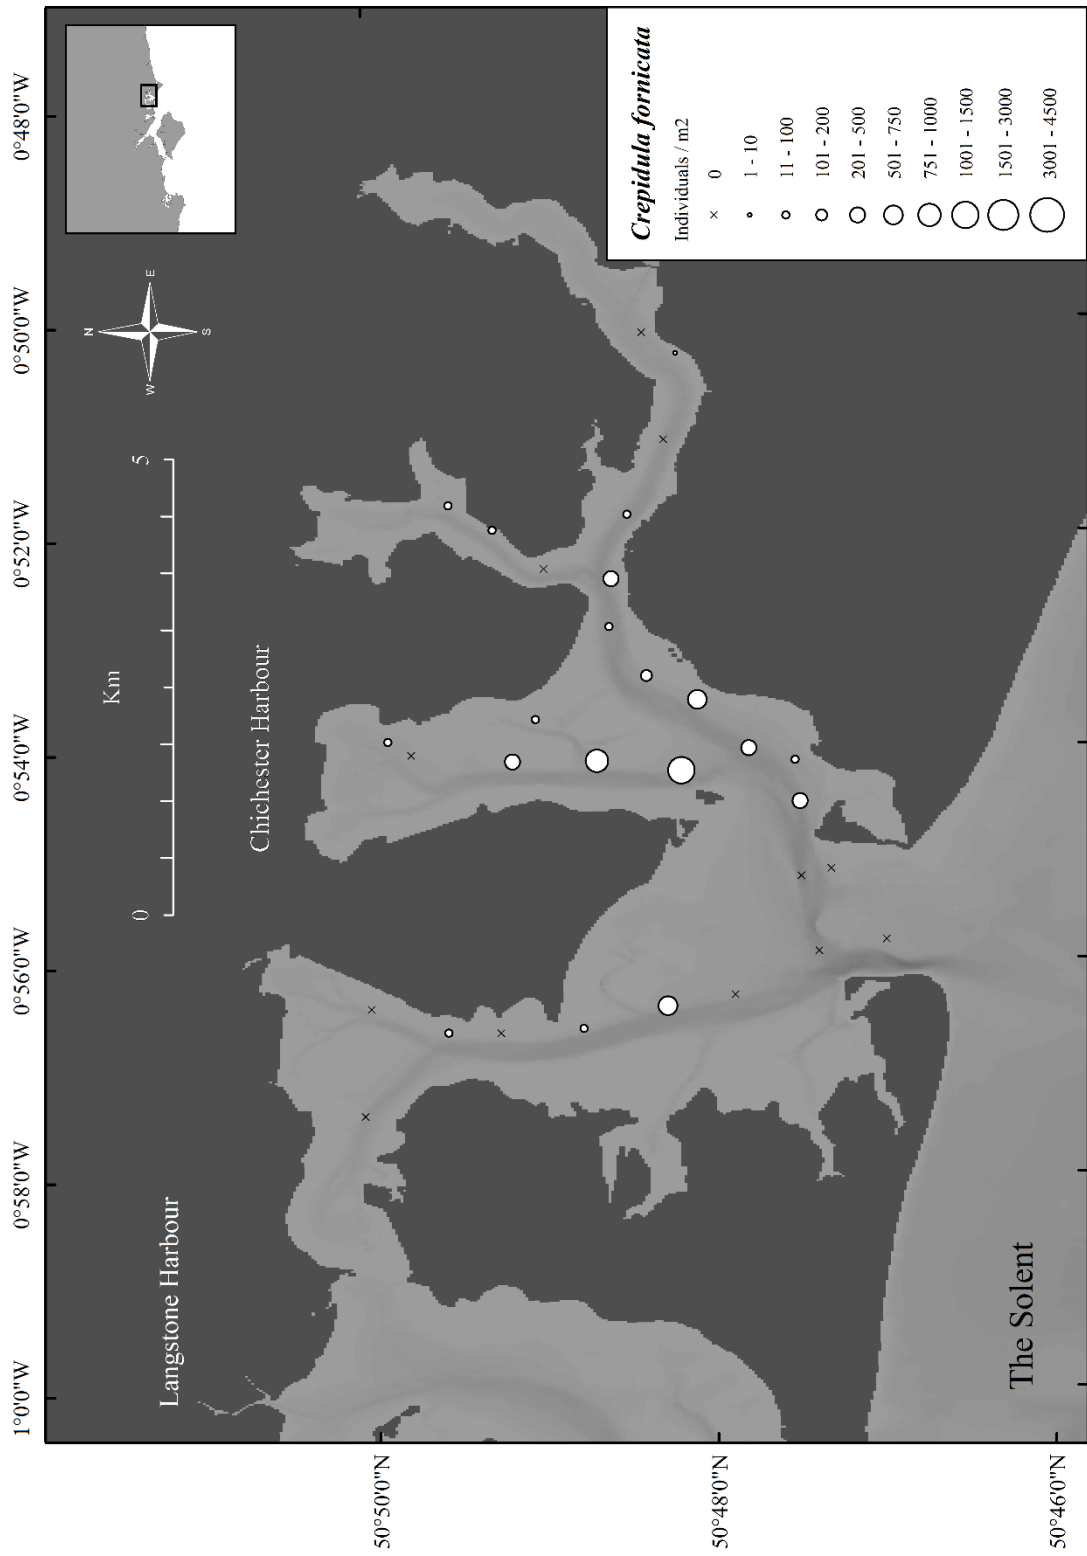 1°0'0"W
0°58'0"W
0°56'0"W
0°54'0"W
0°52'0"W
0°50'0"W
0°48'0"W
Langstone Harbour
Chichester Harbour
Km
0
5
N
W
E
S
50°50'0"N
50°48'0"N
50°46'0"N
The Solent
Crepidula fornicata
Individuals / m2
0
1 - 10
11 - 100
101 - 200
201 - 500
501 - 750
751 - 1000
1001 - 1500
1501 - 3000
3001 - 4500